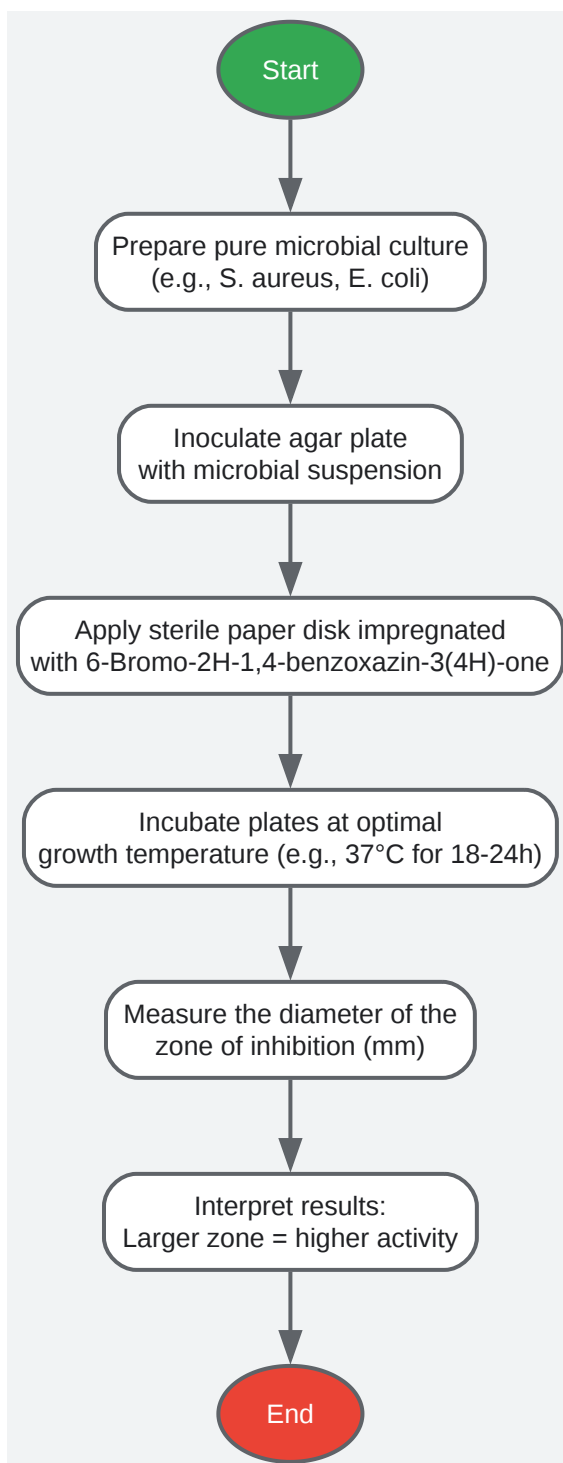 Start
Prepare pure microbial culture
(e.g., S. aureus, E. coli)
Inoculate agar plate
with microbial suspension
Apply sterile paper disk impregnated
with 6-Bromo-2H-1,4-benzoxazin-3(4H)-one
Incubate plates at optimal
growth temperature (e.g., 37°C for 18-24h)
Measure the diameter of the
zone of inhibition (mm)
Interpret results:
Larger zone = higher activity
End